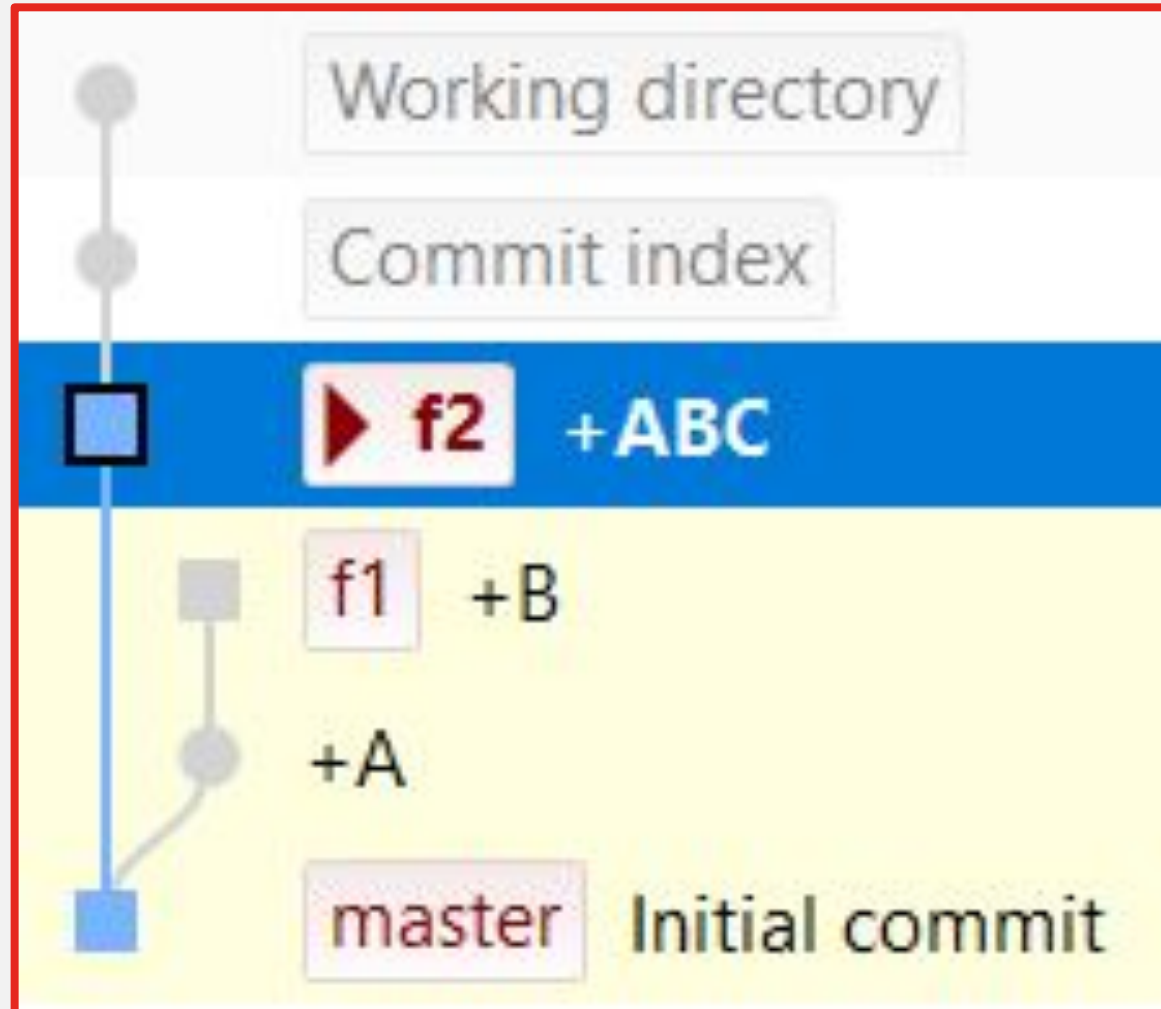 Working directory
Commit index
f2 +ABC
f1 +B
+A
master Initial commit